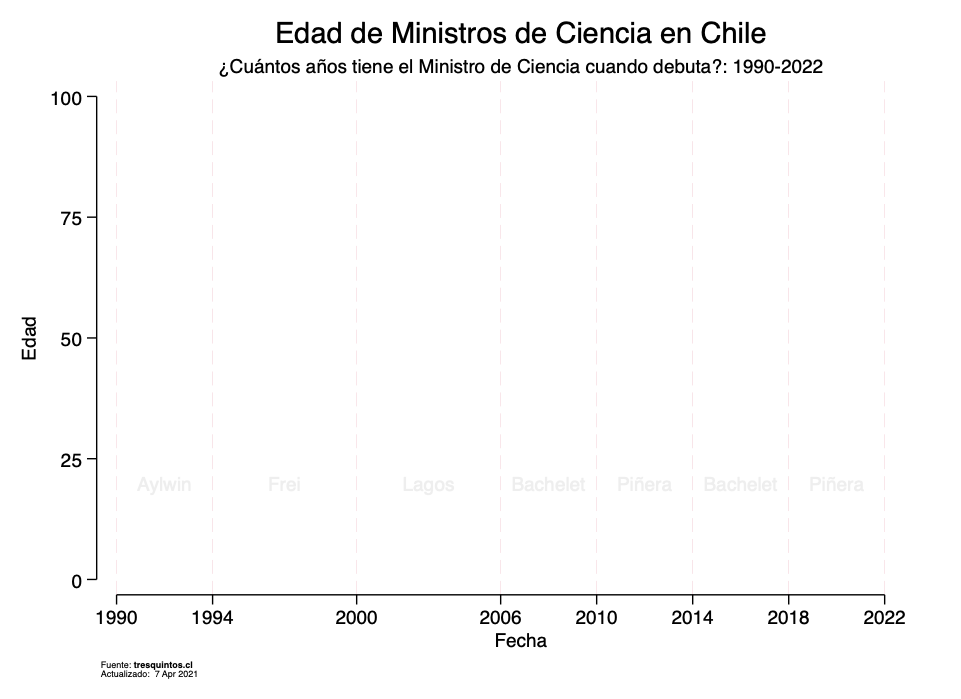 Edad de Ministros de Ciencia en Chile
¿Cuántos años tiene el Ministro de Ciencia cuando debuta?: 1990-2022
100
75
Edad
50
25
Aylwin Frei Lagos Bachelet Piñera Bachelet Piñera
0
1990 1994 2000 2006 2010 2014 2018 2022
Fecha
Fuente: tresquintos.cl
Actualizado: 7 Apr 2021